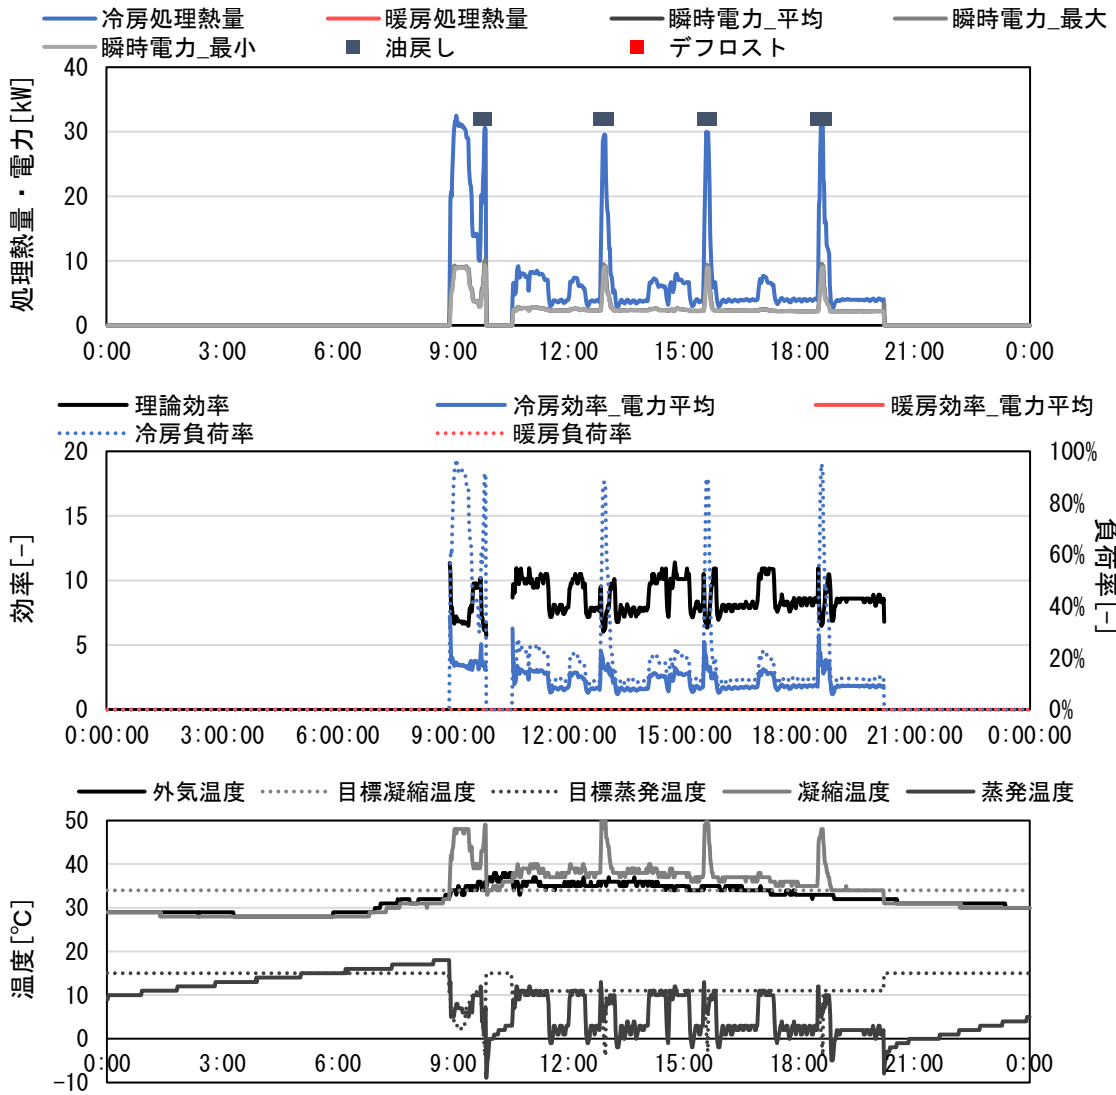 冷房処理熱量 暖房処理熱量 瞬時電力_平均 瞬時電力_最大
瞬時電力_最小 油戻し デフロスト
処理熱量・電力[kW]
40
30
20
10
0
0:00 3:00 6:00 9:00 12:00 15:00 18:00 21:00 0:00
理論効率 冷房効率_電力平均 暖房効率_電力平均
冷房負荷率 暖房負荷率
効率[-]
20
15
10
5
0
100%
80%
60%
40%
20%
0%
負荷率[-]
0:00:00 3:00:00 6:00:00 9:00:00 12:00:00 15:00:00 18:00:00 21:00:00 0:00:00
外気温度 目標凝縮温度 目標蒸発温度 凝縮温度 蒸発温度
温度[℃]
50
40
30
20
10
0
-10
0:00 3:00 6:00 9:00 12:00 15:00 18:00 21:00 0:00